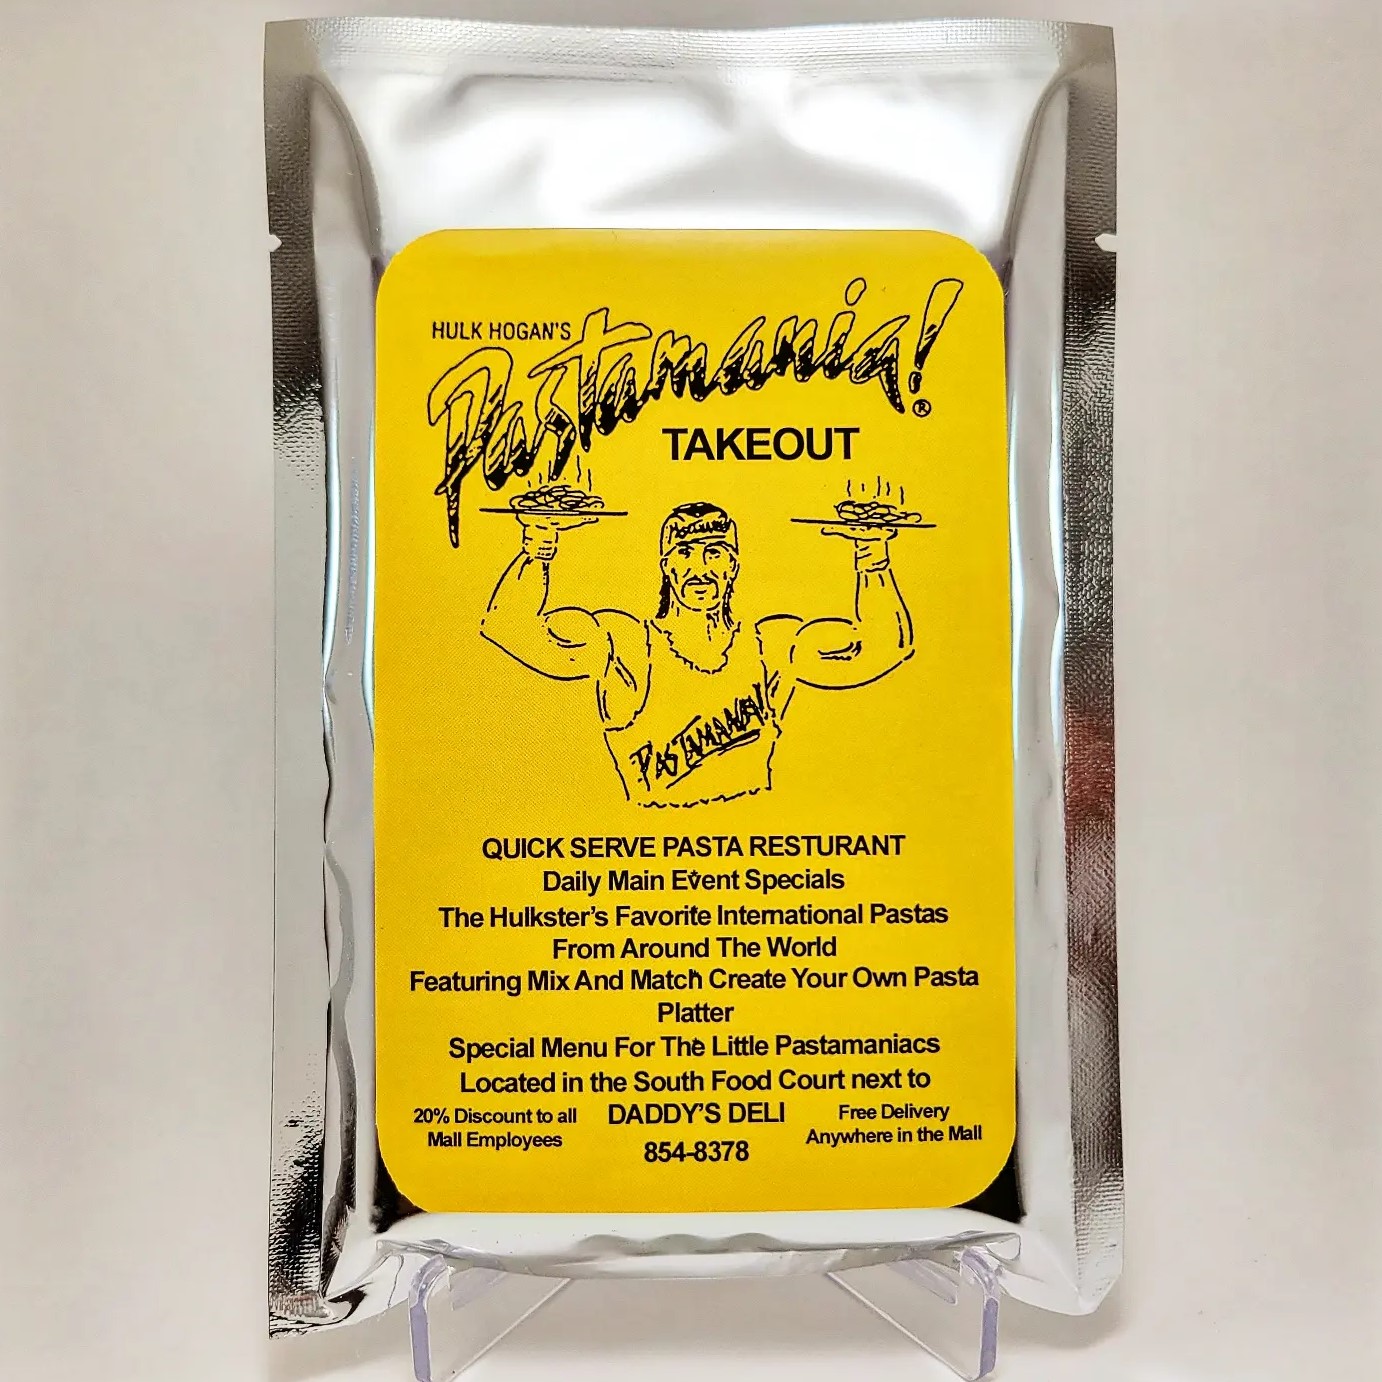 HULK HOGAN'S
Pastamania!®
TAKEOUT
PASTAMANIA!
QUICK SERVE PASTA RESTURANT
Daily Main Event Specials
The Hulkster's Favorite International Pastas
From Around The World
Featuring Mix And Match Create Your Own Pasta
Platter
Special Menu For The Little Pastamaniacs
Located in the South Food Court next to
20% Discount to all
Mall Employees
DADDY'S DELI
854-8378
Free Delivery
Anywhere in the Mall